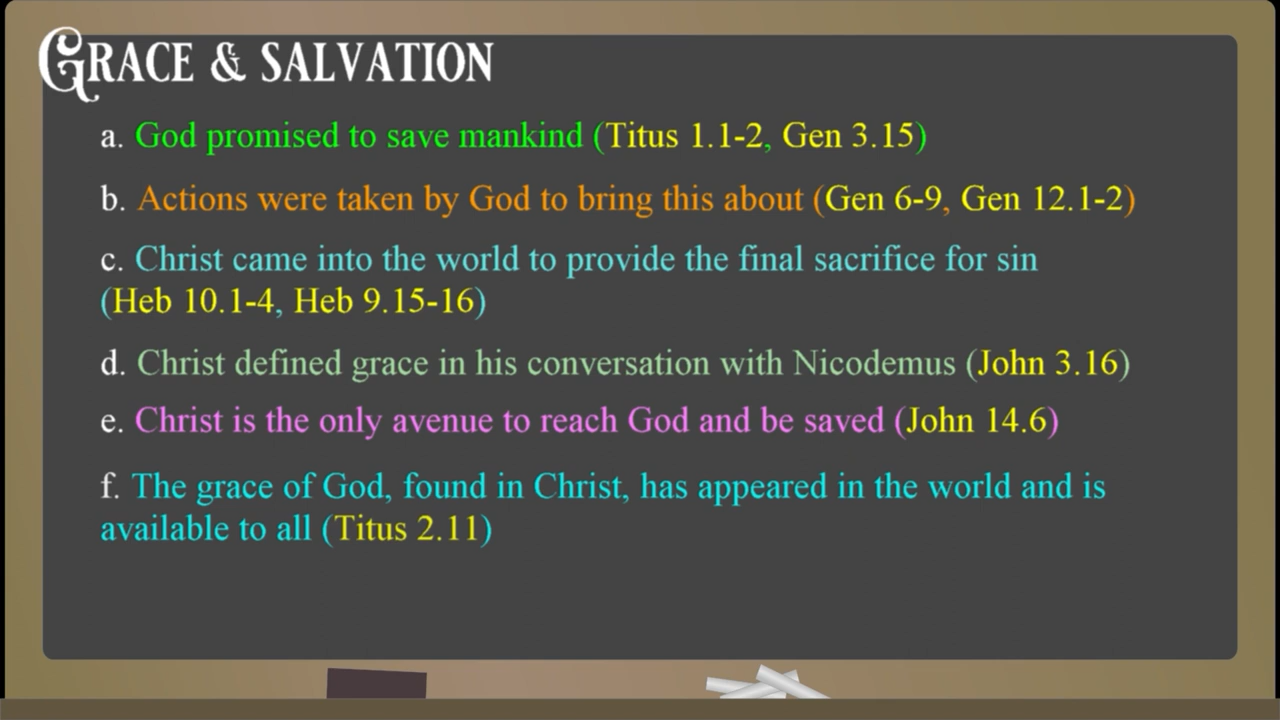 GRACE & SALVATION
a. God promised to save mankind (Titus 1.1-2, Gen 3.15)
b. Actions were taken by God to bring this about (Gen 6-9, Gen 12.1-2)
c. Christ came into the world to provide the final sacrifice for sin
(Heb 10.1-4, Heb 9.15-16)
d. Christ defined grace in his conversation with Nicodemus (John 3.16)
e. Christ is the only avenue to reach God and be saved (John 14.6)
f. The grace of God, found in Christ, has appeared in the world and is
available to all (Titus 2.11)